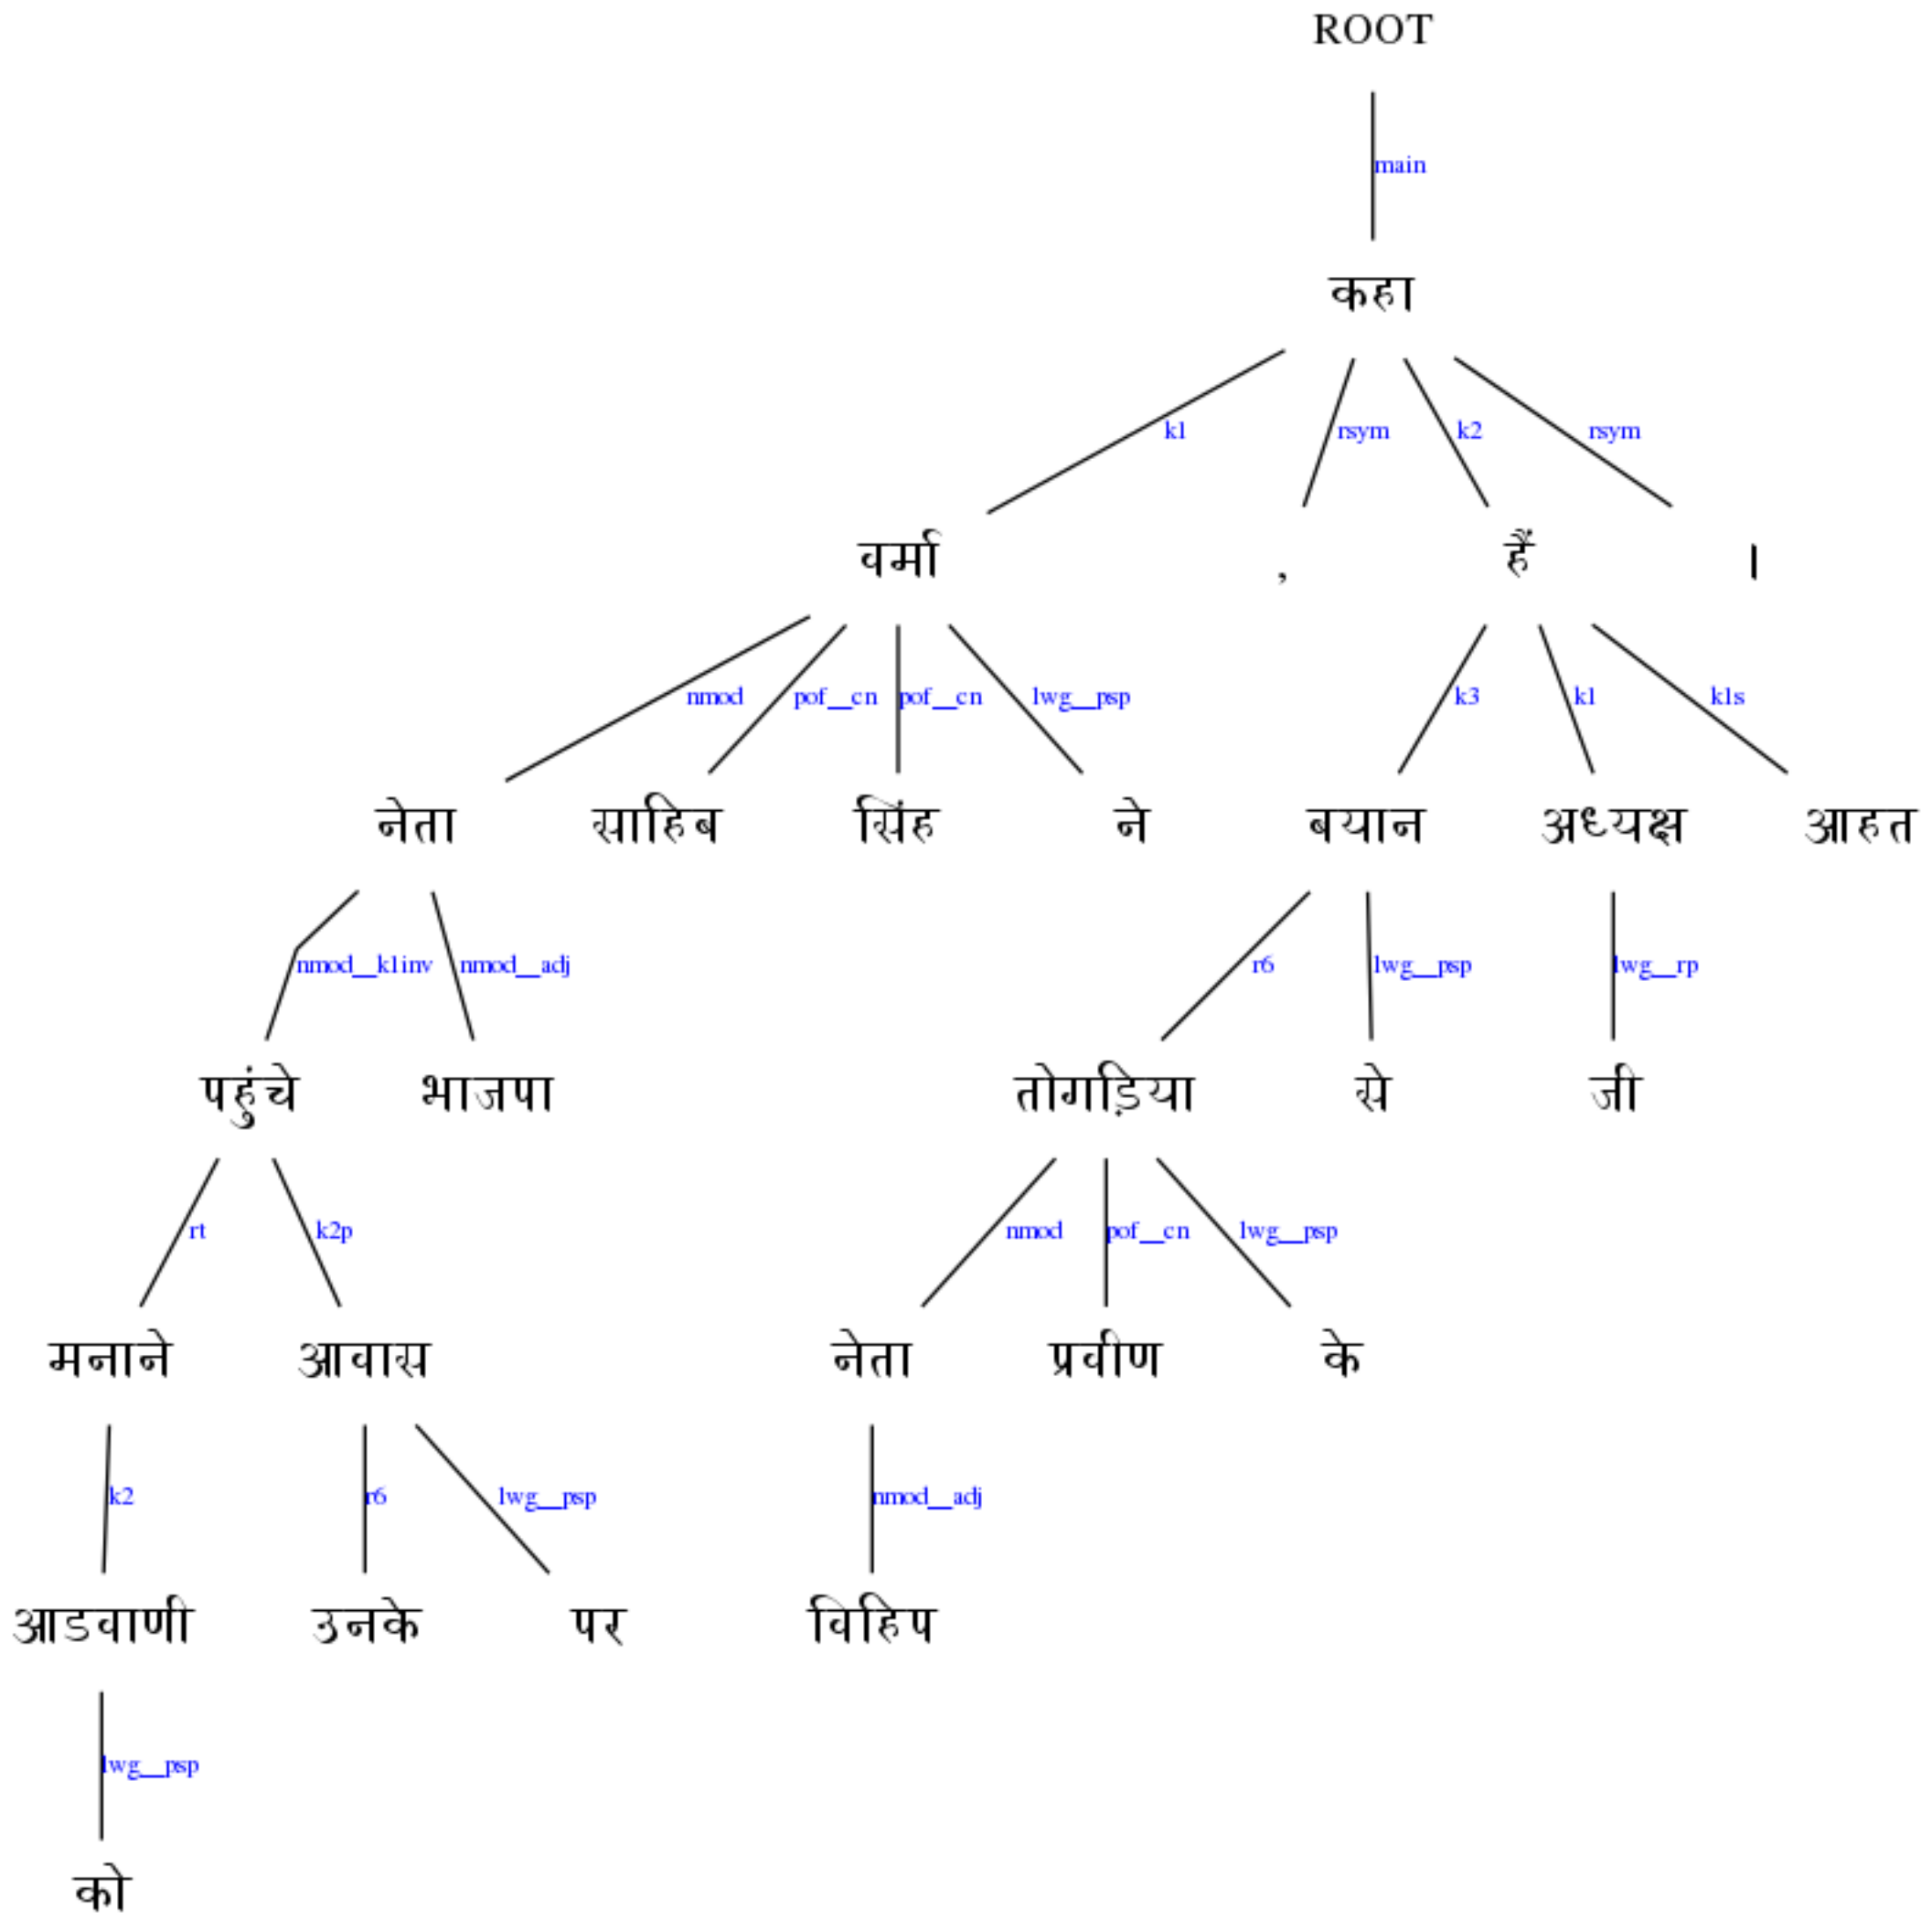 ROOT
main
कहा
k1 rsym k2 rsym
वर्मा , हैं ।
nmod pof__cn pof__cn lwg__psp k3 k1 k1s
नेता साहिब सिंह ने बयान अध्यक्ष आहत
nmod__k1inv nmod__adj r6 lwg__psp lwg__rp
पहुंचे भाजपा तोगड़िया से जी
rt k2p nmod pof__cn lwg__psp
मनाने आवास नेता प्रवीण के
k2 r6 lwg__psp nmod__adj
आडवाणी उनके पर विहिप
lwg__psp
को